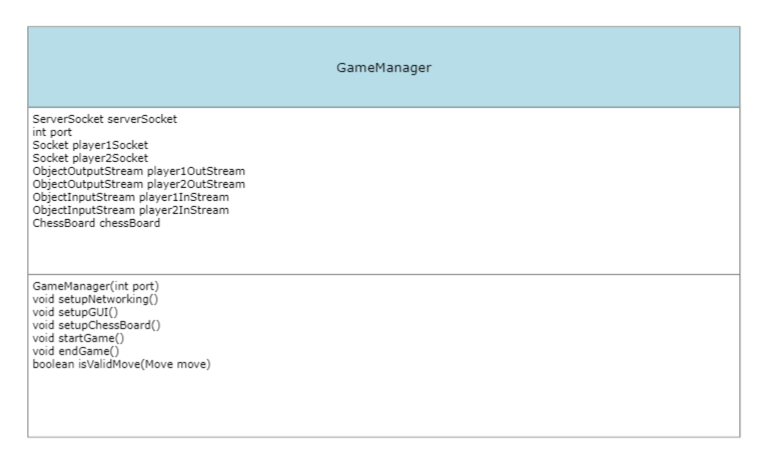 GameManager
ServerSocket serverSocket
int port
Socket player1Socket
Socket player2Socket
ObjectOutputStream player1OutStream
ObjectOutputStream player2OutStream
ObjectInputStream player1InStream
ObjectInputStream player2InStream
ChessBoard chessBoard
GameManager(int port)
void setupNetworking()
void setupGUI()
void setupChessBoard()
void startGame()
void endGame()
boolean isValidMove(Move move)